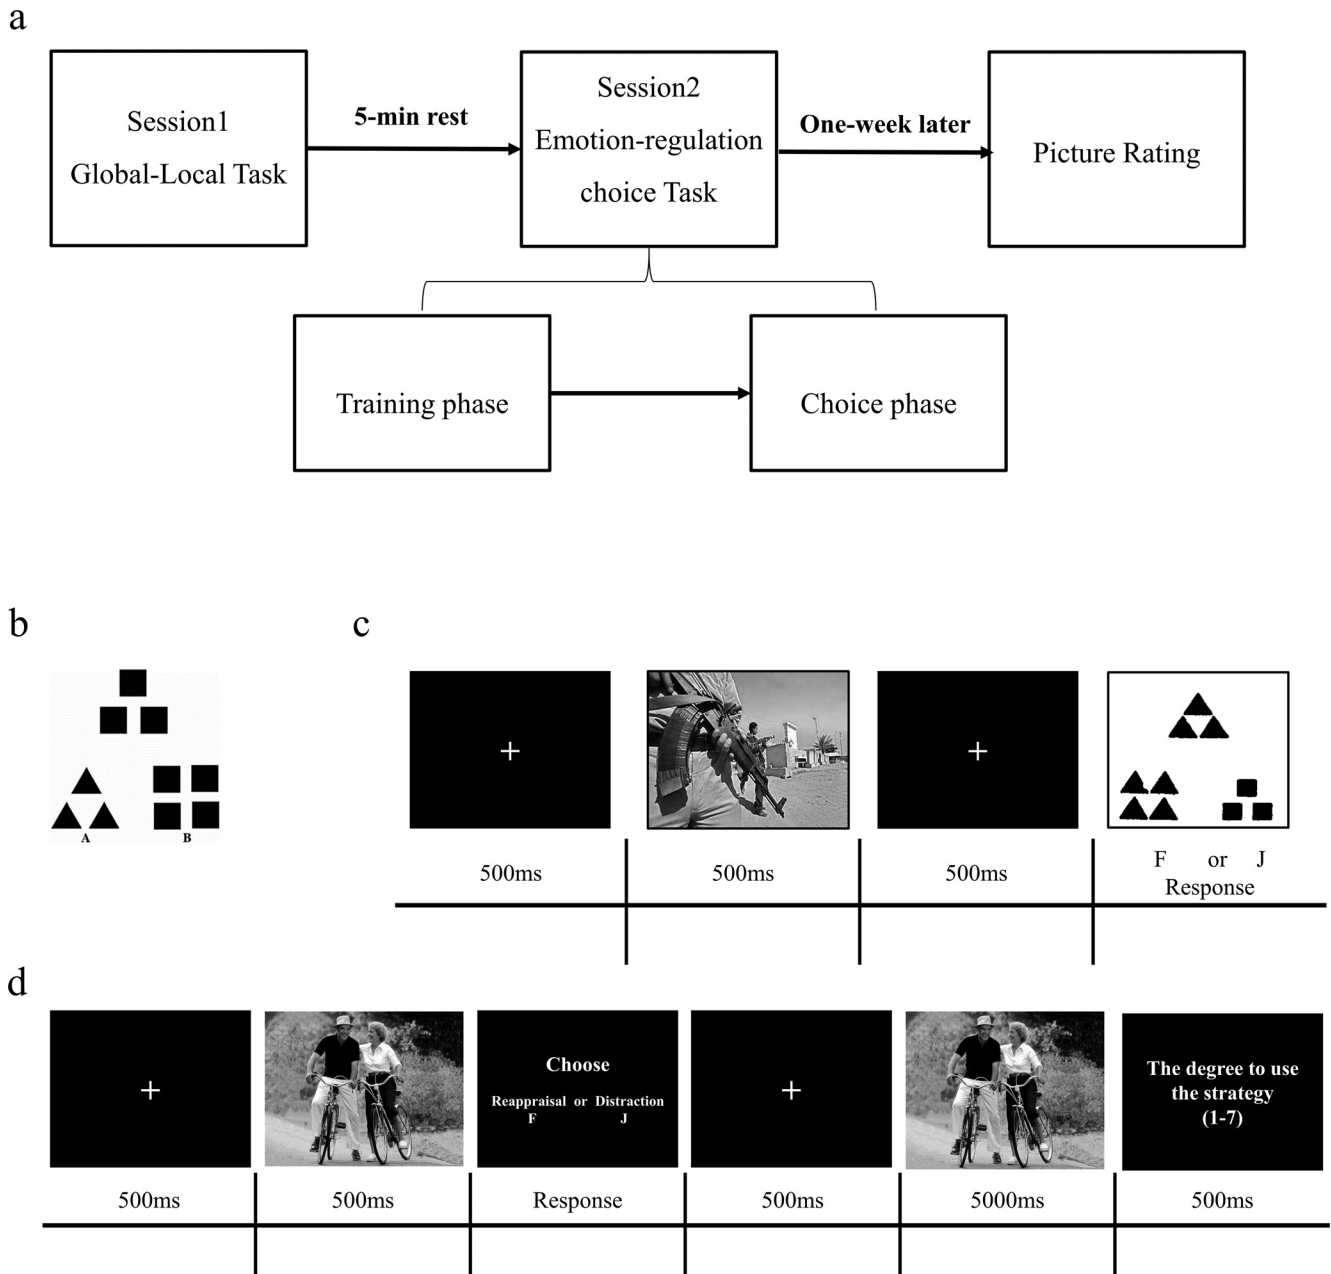 a
Session1
Global-Local Task
5-min rest
Session2
Emotion-regulation
choice Task
One-week later
Picture Rating
Training phase
Choice phase
b
A
B
c
500ms
500ms
500ms
F or J
Response
d
Choose
Reappraisal or Distraction
F J
The degree to use
the strategy
(1-7)
500ms
500ms
Response
500ms
5000ms
500ms